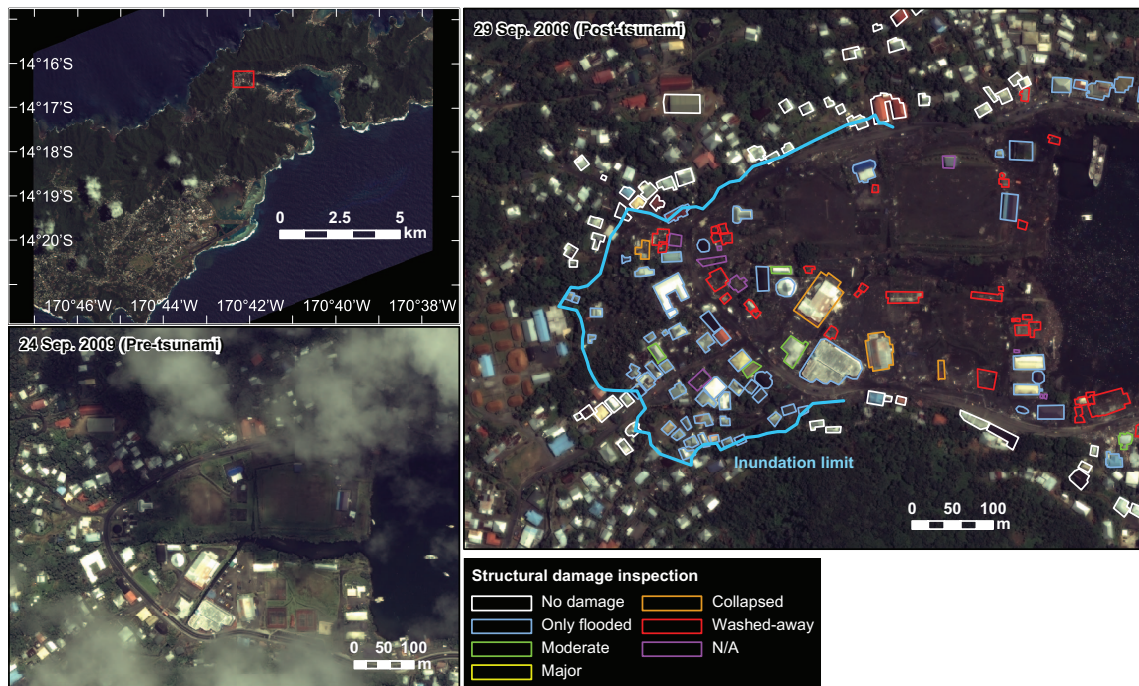 14°16'S
14°17'S
14°18'S
14°19'S
14°20'S
0 2.5 5
km
170°46'W 170°44'W 170°42'W 170°40'W 170°38'W
24 Sep. 2009 (Pre-tsunami)
0 50 100
m
29 Sep. 2009 (Post-tsunami)
Inundation limit
0 50 100
m
Structural damage inspection
No damage
Collapsed
Only flooded
Washed-away
Moderate
N/A
Major